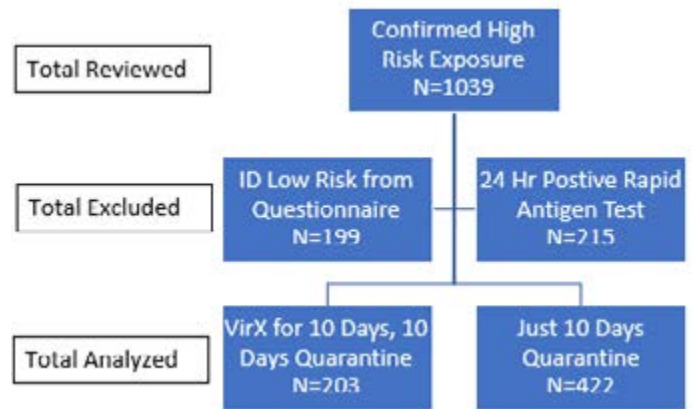 Total Reviewed
Confirmed High
Risk Exposure
N=1039
Total Excluded
ID Low Risk from
Questionnaire
N=199
24 Hr Postive Rapid
Antigen Test
N=215
Total Analyzed
VirX for 10 Days, 10
Days Quarantine
N=203
Just 10 Days
Quarantine
N=422